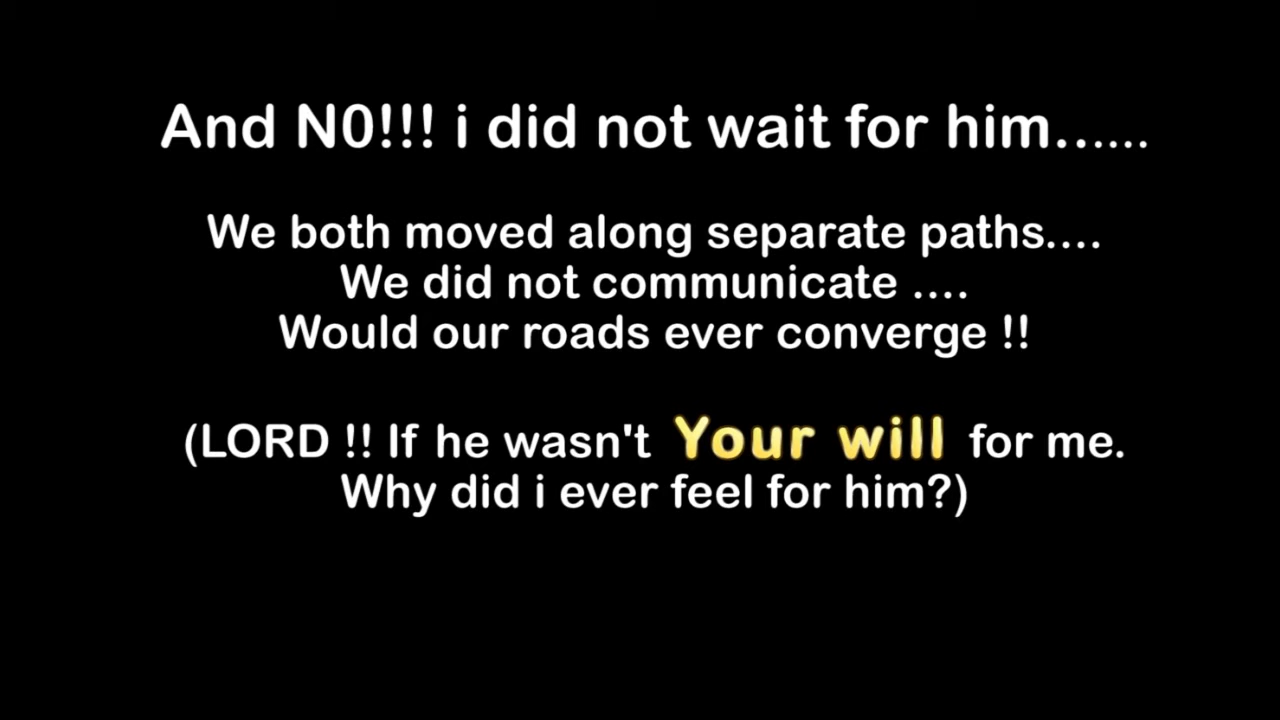 And N0!!! i did not wait for him......
We both moved along separate paths....
We did not communicate ....
Would our roads ever converge !!
(LORD !! If he wasn't Your will for me.
Why did i ever feel for him?)